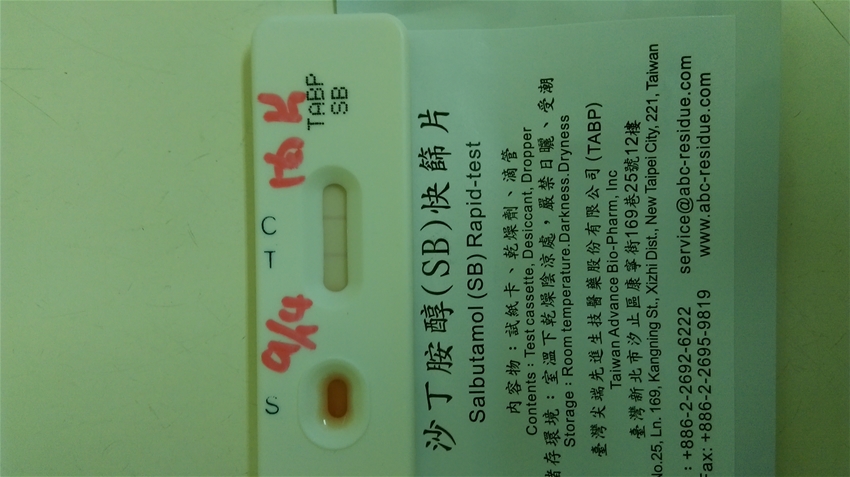 TABP
SB
C
T
9/24
S
沙丁胺醇(SB)快篩片
Salbutamol (SB) Rapid-test
內容物：試紙卡、乾燥劑、滴管
Contents : Test cassette, Desiccant, Dropper
儲存環境：室溫下乾燥陰涼處，嚴禁日曬、受潮
Storage : Room temperature.Darkness.Dryness
臺灣尖端先進生技醫藥股份有限公司 (TABP)
Taiwan Advance Bio-Pharm, Inc
臺灣新北市汐止區康寧街169巷25號12樓
No.25, Ln. 169, Kangning St., Xizhi Dist., New Taipei City, 221, Taiwan
: +886-2-2692-6222 service@abc-residue.com
Fax: +886-2-2695-9819 www.abc-residue.com